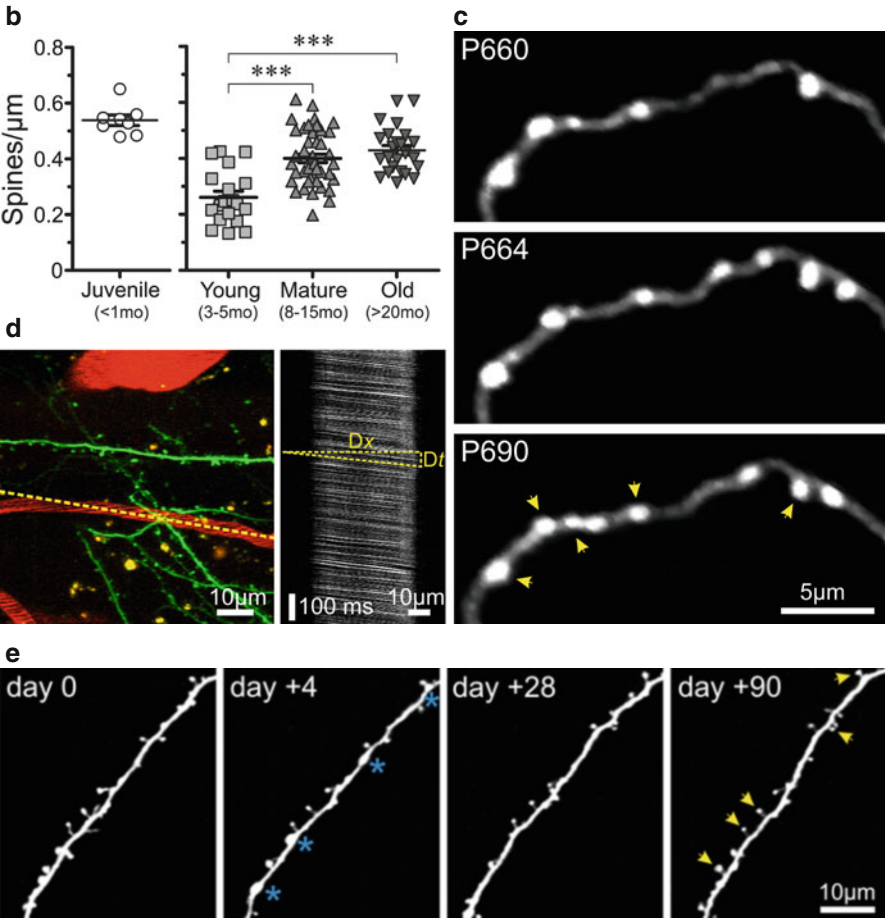 b
Spines/μm
0.8
0.6
0.4
0.2
0
***
***
Juvenile
(<1mo)
Young
(3-5mo)
Mature
(8-15mo)
Old
(>20mo)
c
P660
P664
P690
5μm
d
10μm
Dx
Dt
100 ms
10μm
e
day 0
day +4
*
*
*
*
day +28
day +90
10μm